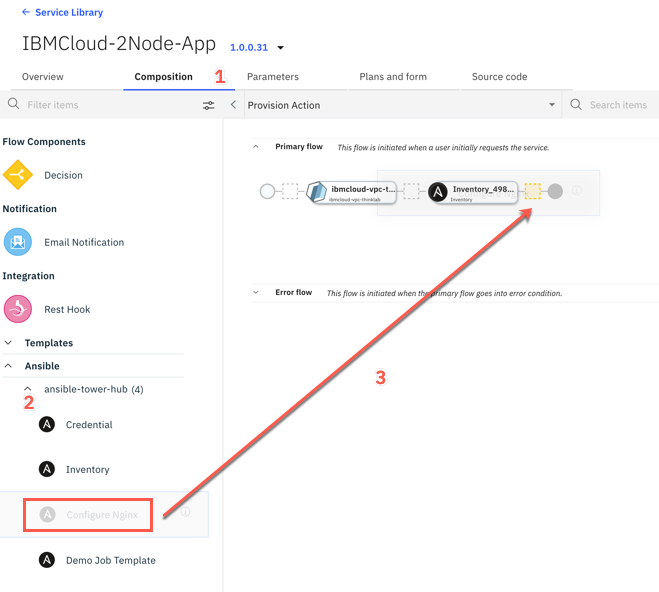 ← Service Library
IBMCloud-2Node-App 1.0.0.31
Overview Composition 1 Parameters Plans and form Source code
Filter items Provision Action Search items
Flow Components
Decision
Notification
Email Notification
Integration
Rest Hook
Templates
Ansible
ansible-tower-hub (4)
2
Credential
Inventory
Configure Nginx
Demo Job Template
Primary flow This flow is initiated when a user initially requests the service.
ibmcloud-vpc-t... Inventory_498...
ibmcloud-vpc-thinklab Inventory
Error flow This flow is initiated when the primary flow goes into error condition.
3